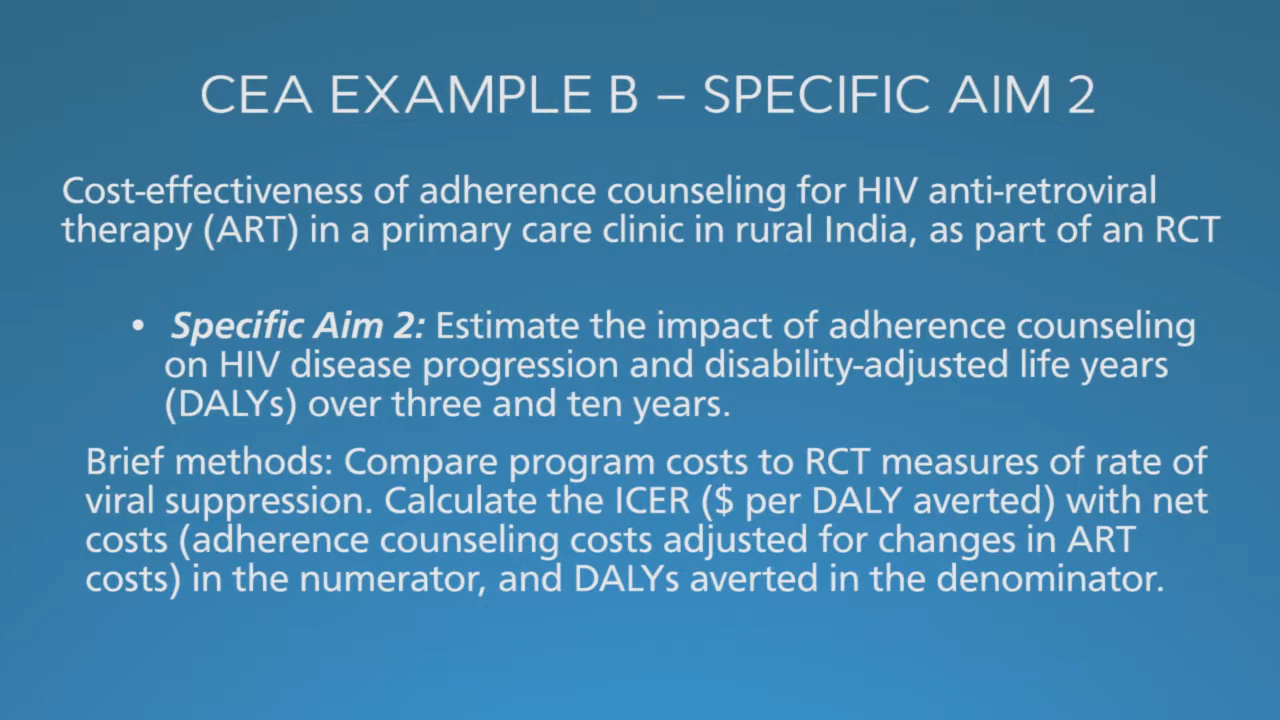 CEA EXAMPLE B – SPECIFIC AIM 2
Cost-effectiveness of adherence counseling for HIV anti-retroviral
therapy (ART) in a primary care clinic in rural India, as part of an RCT
• Specific Aim 2: Estimate the impact of adherence counseling
on HIV disease progression and disability-adjusted life years
(DALYs) over three and ten years.
Brief methods: Compare program costs to RCT measures of rate of
viral suppression. Calculate the ICER ($ per DALY averted) with net
costs (adherence counseling costs adjusted for changes in ART
costs) in the numerator, and DALYs averted in the denominator.